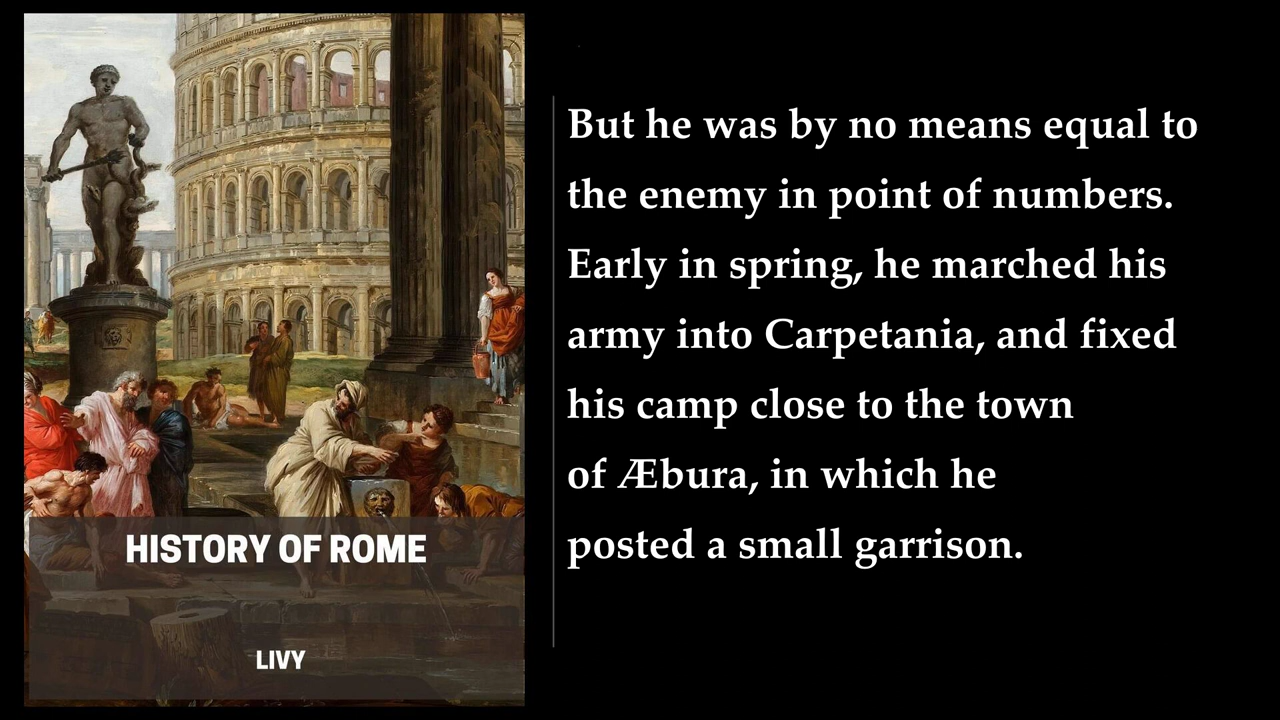 HISTORY OF ROME
LIVY
But he was by no means equal to
the enemy in point of numbers.
Early in spring, he marched his
army into Carpetania, and fixed
his camp close to the town
of Æbura, in which he
posted a small garrison.